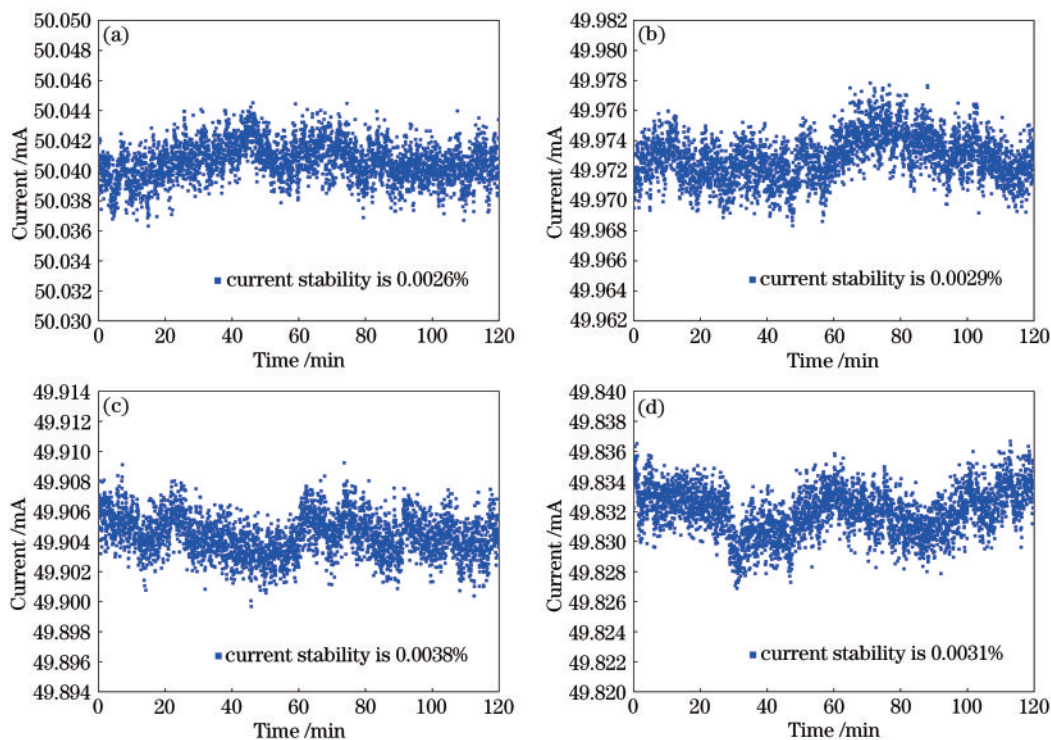 (a)
50.050
50.048
50.046
50.044
50.042
50.040
50.038
50.036
50.034
50.032
50.030
Current /mA
current stability is 0.0026%
0 20 40 60 80 100 120
Time /min
(b)
49.982
49.980
49.978
49.976
49.974
49.972
49.970
49.968
49.966
49.964
49.962
Current /mA
current stability is 0.0029%
0 20 40 60 80 100 120
Time /min
(c)
49.914
49.912
49.910
49.908
49.906
49.904
49.902
49.900
49.898
49.896
49.894
Current /mA
current stability is 0.0038%
0 20 40 60 80 100 120
Time /min
(d)
49.840
49.838
49.836
49.834
49.832
49.830
49.828
49.826
49.824
49.822
49.820
Current /mA
current stability is 0.0031%
0 20 40 60 80 100 120
Time /min